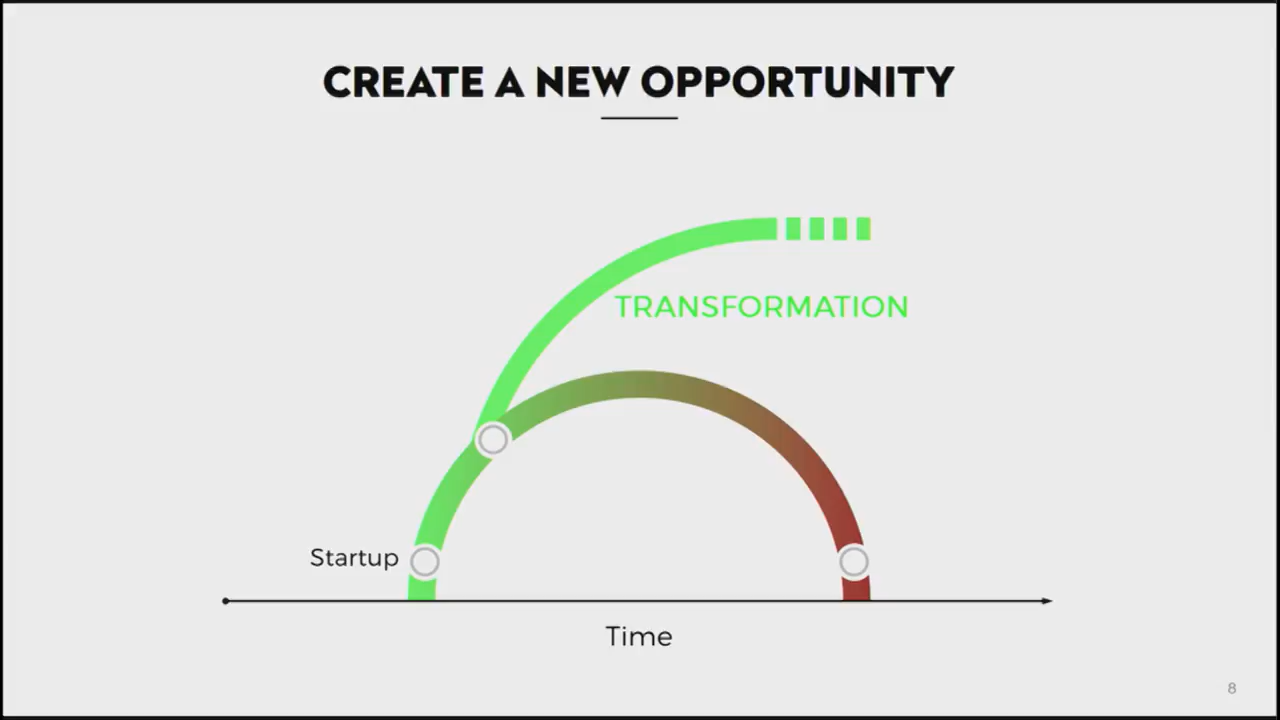 CREATE A NEW OPPORTUNITY
TRANSFORMATION
Startup
Time
8